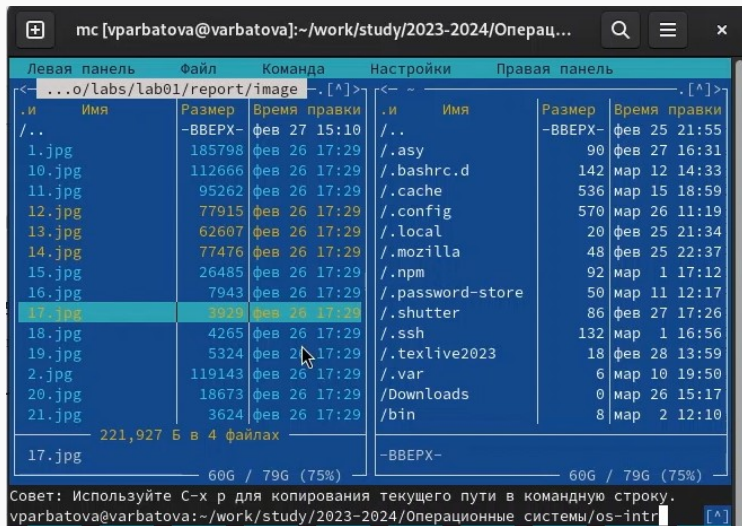 mc [vparbatova@varbatova]:~/work/study/2023-2024/Операц...
Левая панель Файл Команда Настройки Правая панель
<— ...o/labs/lab01/report/image —.[^]>
.и Имя Размер Время правки
/.. -ВВЕРХ- фев 27 15:10
1.jpg 185798 фев 26 17:29
10.jpg 112666 фев 26 17:29
11.jpg 95262 фев 26 17:29
12.jpg 77915 фев 26 17:29
13.jpg 62607 фев 26 17:29
14.jpg 77476 фев 26 17:29
15.jpg 26485 фев 26 17:29
16.jpg 7943 фев 26 17:29
17.jpg 3929 фев 26 17:29
18.jpg 4265 фев 26 17:29
19.jpg 5324 фев 26 17:29
2.jpg 119143 фев 26 17:29
20.jpg 18673 фев 26 17:29
21.jpg 3624 фев 26 17:29
221,927 Б в 4 файлах
17.jpg
60G / 79G (75%)
<— ~ —.[^]>
.и Имя Размер Время правки
/.. -ВВЕРХ- фев 25 21:55
/.asy 90 фев 27 16:31
/.bashrc.d 142 мар 12 14:33
/.cache 536 мар 15 18:59
/.config 570 мар 26 11:19
/.local 20 фев 25 21:34
/.mozilla 48 фев 25 22:37
/.npm 92 мар 1 17:12
/.password-store 50 мар 11 12:17
/.shutter 86 фев 27 17:26
/.ssh 132 мар 1 16:56
/.texlive2023 18 фев 28 13:59
/.var 6 мар 10 19:50
/Downloads 0 мар 26 15:17
/bin 8 мар 2 12:10
-ВВЕРХ-
60G / 79G (75%)
Совет: Используйте C-x p для копирования текущего пути в командную строку.
vparbatova@varbatova:~/work/study/2023-2024/Операционные системы/os-intr [^]